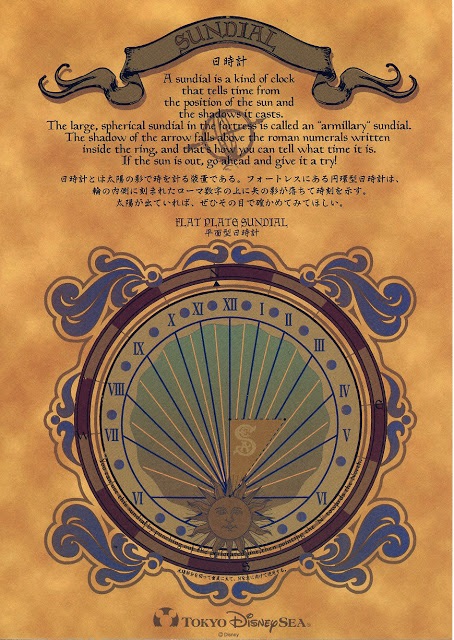 SUNDIAL
日時計
A sundial is a kind of clock
that tells time from
the position of the sun and
the shadows it casts.
The large, spherical sundial in the fortress is called an "armillary" sundial.
The shadow of the arrow falls above the roman numerals written
inside the ring, and that's how you can tell what time it is.
If the sun is out, go ahead and give it a try!
日時計とは太陽の影で時を計る装置である。フォートレスにある円環型日時計は、
輪の内側に刻まれたローマ数字の上に矢の影が落ちて時刻を示す。
太陽が出ていれば、ぜひその目で確かめてみてほしい。
FLAT PLATE SUNDIAL
平面型日時計
N
VI
VII
VIII
IX
X
XI
XII
I
II
III
IV
V
VI
S
TOKYO DISNEYSEA®
© Disney